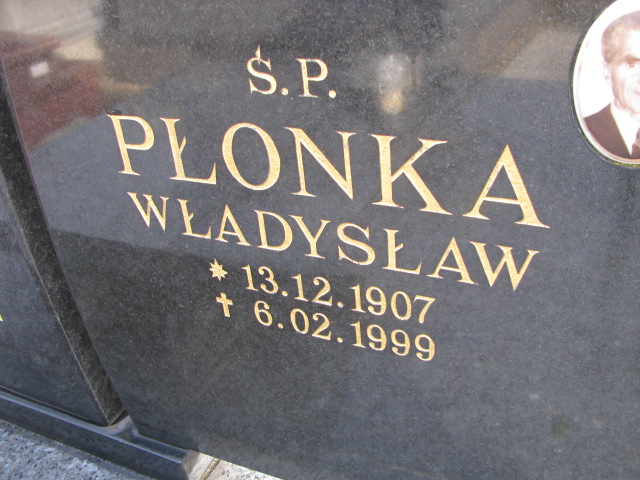 Ś.P.
PŁONKA
WŁADYSŁAW
* 13.12.1907
✝ 6.02.1999